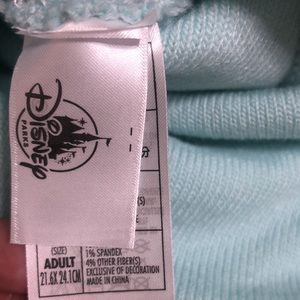 Disney
PARKS
分
(S)
(SIZE)
ADULT
21.6X 24.1CM
1% SPANDEX
4% OTHER FIBER(S)
EXCLUSIVE OF DECORATION
MADE IN CHINA